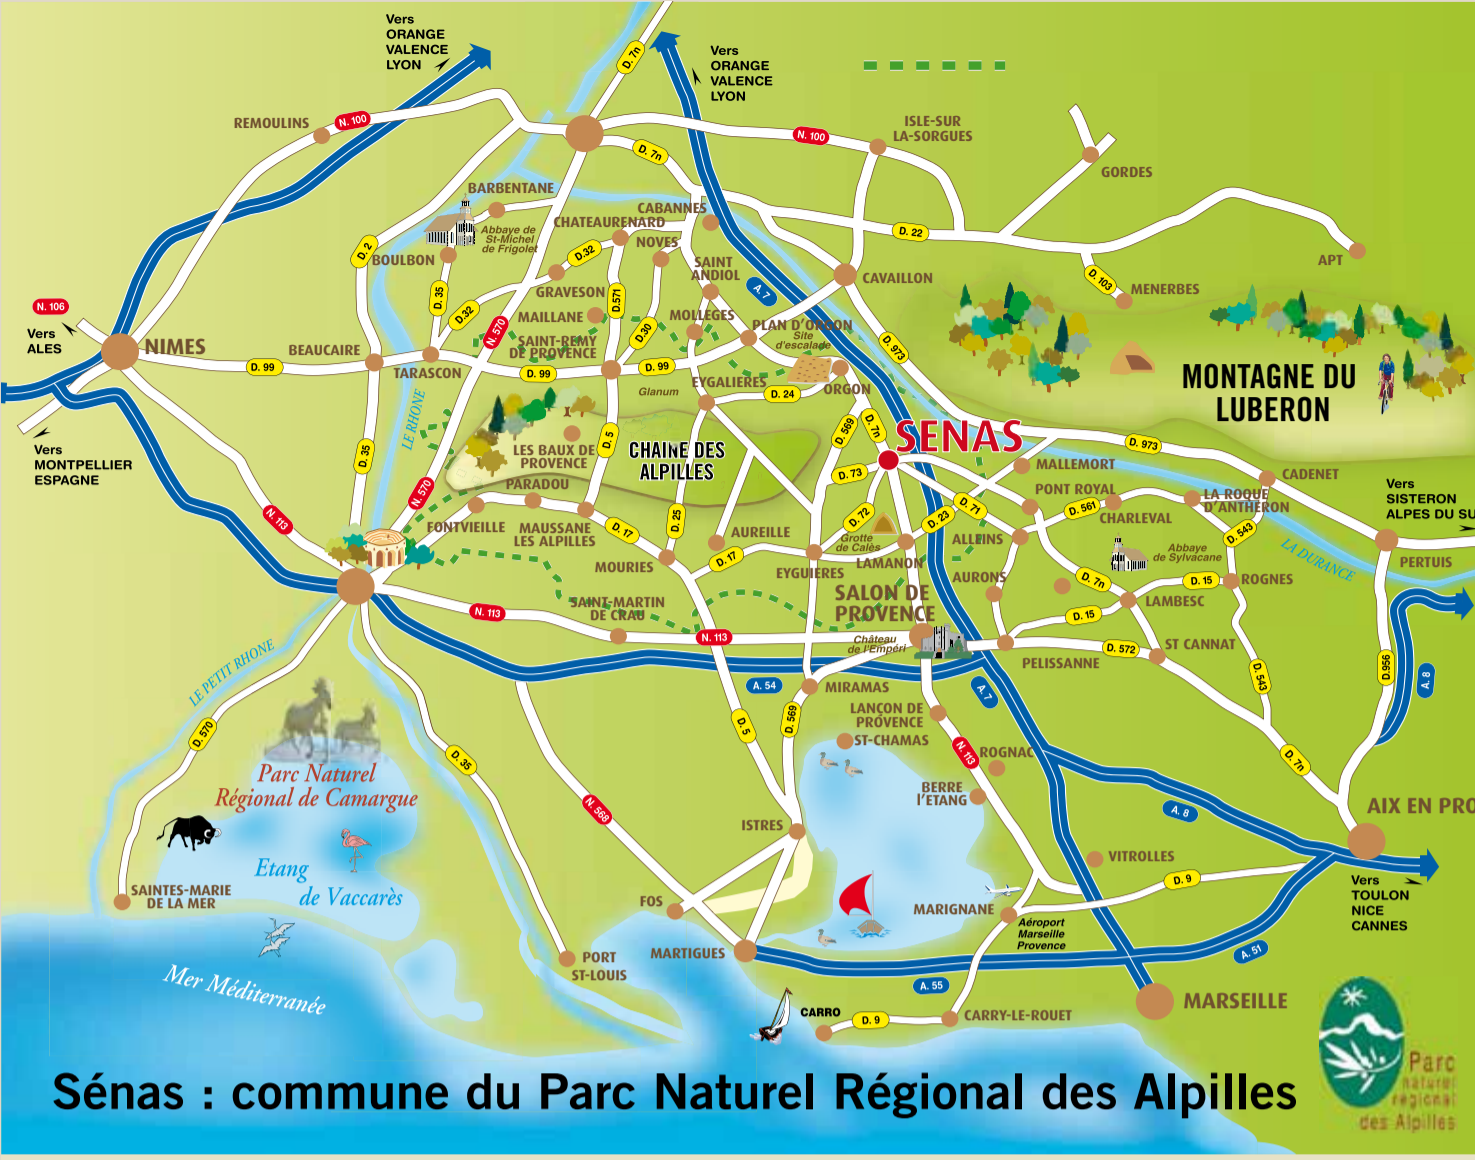 Vers
ORANGE
VALENCE
LYON
Vers
ORANGE
VALENCE
LYON
D. 7n
REMOULINS
N. 100
D. 7n
N. 100
ISLE-SUR
LA-SORGUES
GORDES
BARBENTANE
Abbaye de
St-Michel
de Frigolet
CHATEAURENARD
CABANNES
NOVES
D. 2
BOULBON
D.32
SAINT
ANDIOL
D. 22
APT
CAVAILLON
D. 103
MENERBES
A. 7
N. 106
Vers
ALES
NIMES
D. 35
D.32
GRAVESON
D.571
MAILLANE
MOLLEGES
D.30
N. 570
SAINT-REMY
DE PROVENCE
PLAN D'ORGON
Site
d'escalade
D. 973
BEAUCAIRE
TARASCON
D. 99
D. 99
D. 99
Glanum
EYGALIERES
D. 24
ORGON
MONTAGNE DU
LUBERON
LE RHONE
Vers
MONTPELLIER
ESPAGNE
D. 35
LES BAUX DE
PROVENCE
D. 5
CHAINE DES
ALPILLES
D. 569
D. 7n
SENAS
D. 973
D. 73
MALLEMORT
CADENET
N. 570
PARADOU
PONT ROYAL
LA ROQUE
D'ANTHERON
Vers
SISTERON
ALPES DU SU
N. 113
FONTVIEILLE
MAUSSANE
LES ALPILLES
D. 17
D. 25
AUREILLE
D. 72
Grotte
de Calès
D. 23
D. 71
D. 561
CHARLEVAL
D. 543
ALLEINS
LAMANON
Abbaye
de Sylvacane
LA DURANCE
PERTUIS
MOURIES
D. 17
EYGUIERES
AURONS
D. 7n
D. 15
ROGNES
LAMBESC
SALON DE
PROVENCE
D. 15
N. 113
SAINT-MARTIN
DE CRAU
N. 113
Château
de l'Empéri
PELISSANNE
D. 572
ST CANNAT
D. 543
D.956
A. 8
LE PETIT RHONE
A. 54
MIRAMAS
A. 7
D. 570
D. 5
D. 569
LANÇON DE
PROVENCE
ST-CHAMAS
N. 113
ROGNAC
D. 35
D. 7n
Parc Naturel
Régional de Camargue
N. 568
BERRE
l'ETANG
A. 8
AIX EN PRO
ISTRES
VITROLLES
Etang
de Vaccarès
SAINTES-MARIE
DE LA MER
FOS
MARIGNANE
D. 9
Vers
TOULON
NICE
CANNES
Aéroport
Marseille
Provence
MARTIGUES
A. 51
PORT
ST-LOUIS
Mer Méditerranée
A. 55
MARSEILLE
CARRO
D. 9
CARRY-LE-ROUET
Sénas : commune du Parc Naturel Régional des Alpilles
Parc
naturel
régional
des Alpilles